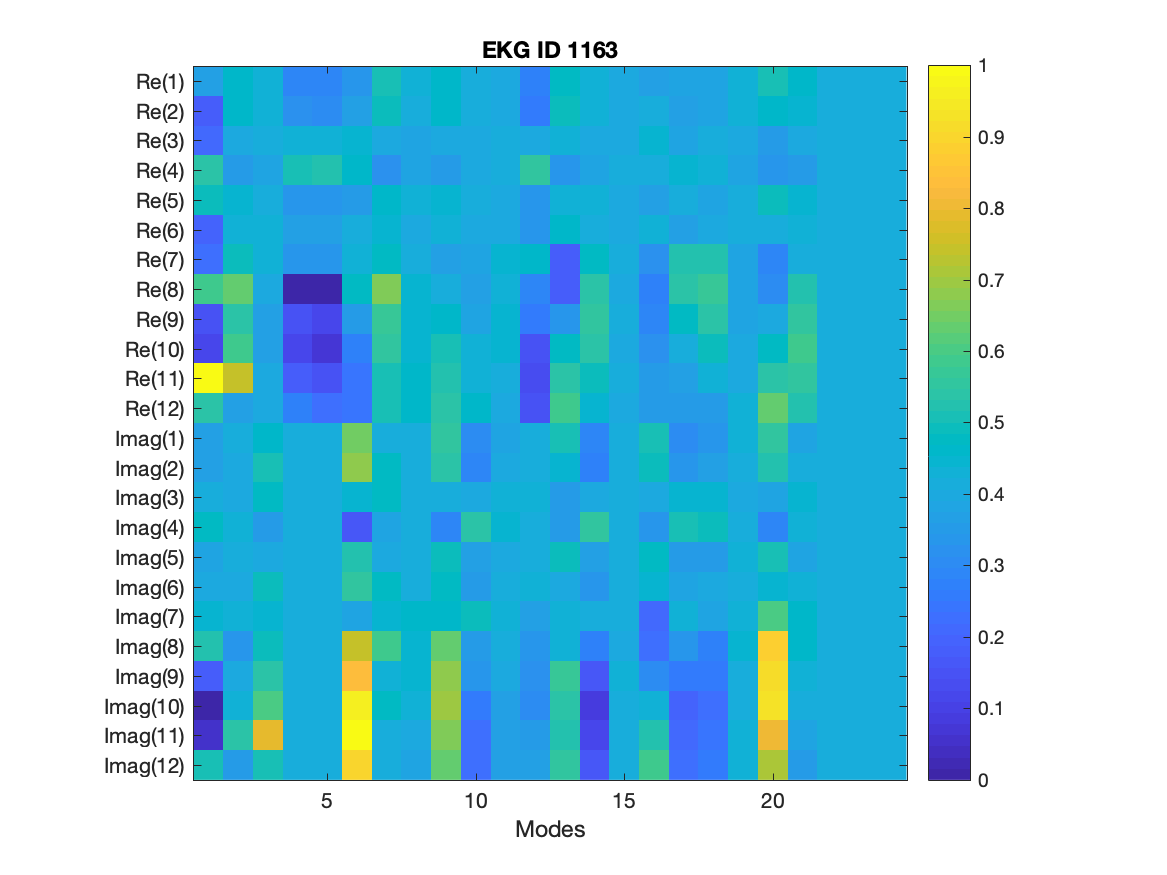 EKG ID 1163
Re(1)
Re(2)
Re(3)
Re(4)
Re(5)
Re(6)
Re(7)
Re(8)
Re(9)
Re(10)
Re(11)
Re(12)
Imag(1)
Imag(2)
Imag(3)
Imag(4)
Imag(5)
Imag(6)
Imag(7)
Imag(8)
Imag(9)
Imag(10)
Imag(11)
Imag(12)
5 10 15 20
Modes
1
0.9
0.8
0.7
0.6
0.5
0.4
0.3
0.2
0.1
0